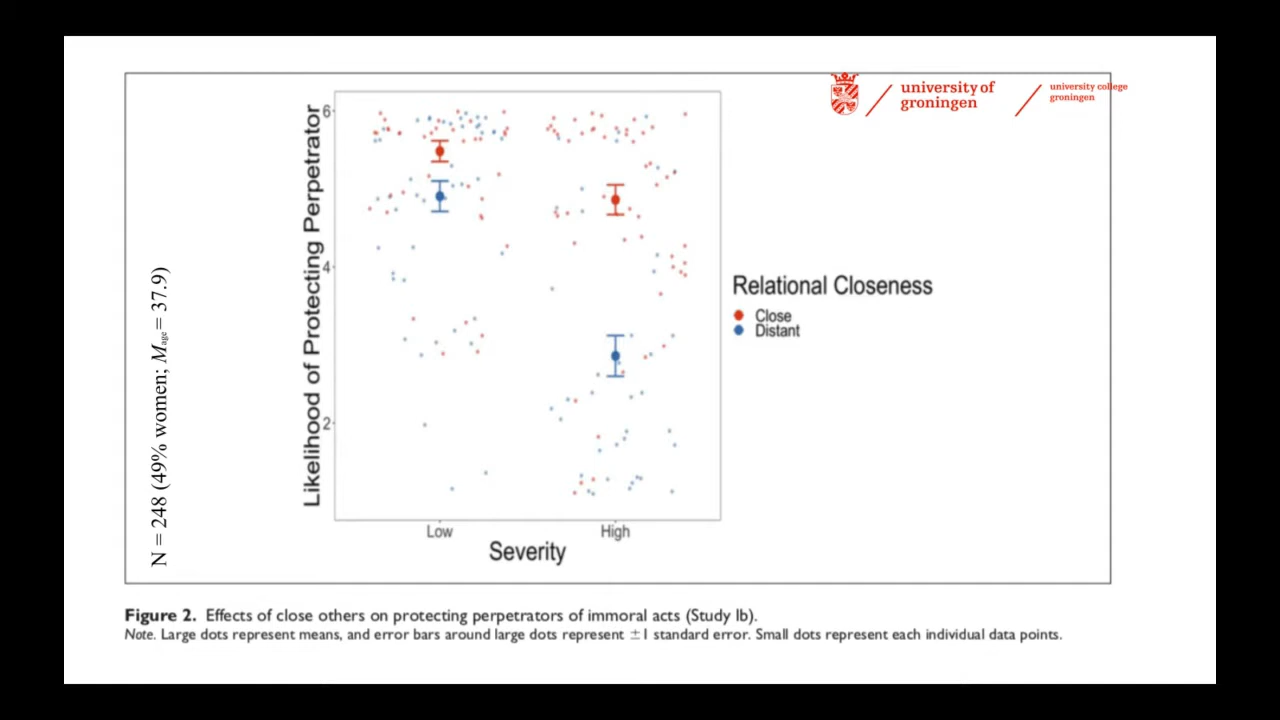 university of
groningen
university college
groningen
N = 248 (49% women; Mage = 37.9)
Likelihood of Protecting Perpetrator
6
4
2
Low
High
Severity
Relational Closeness
Close
Distant
Figure 2. Effects of close others on protecting perpetrators of immoral acts (Study 1b).
Note. Large dots represent means, and error bars around large dots represent ±1 standard error. Small dots represent each individual data points.